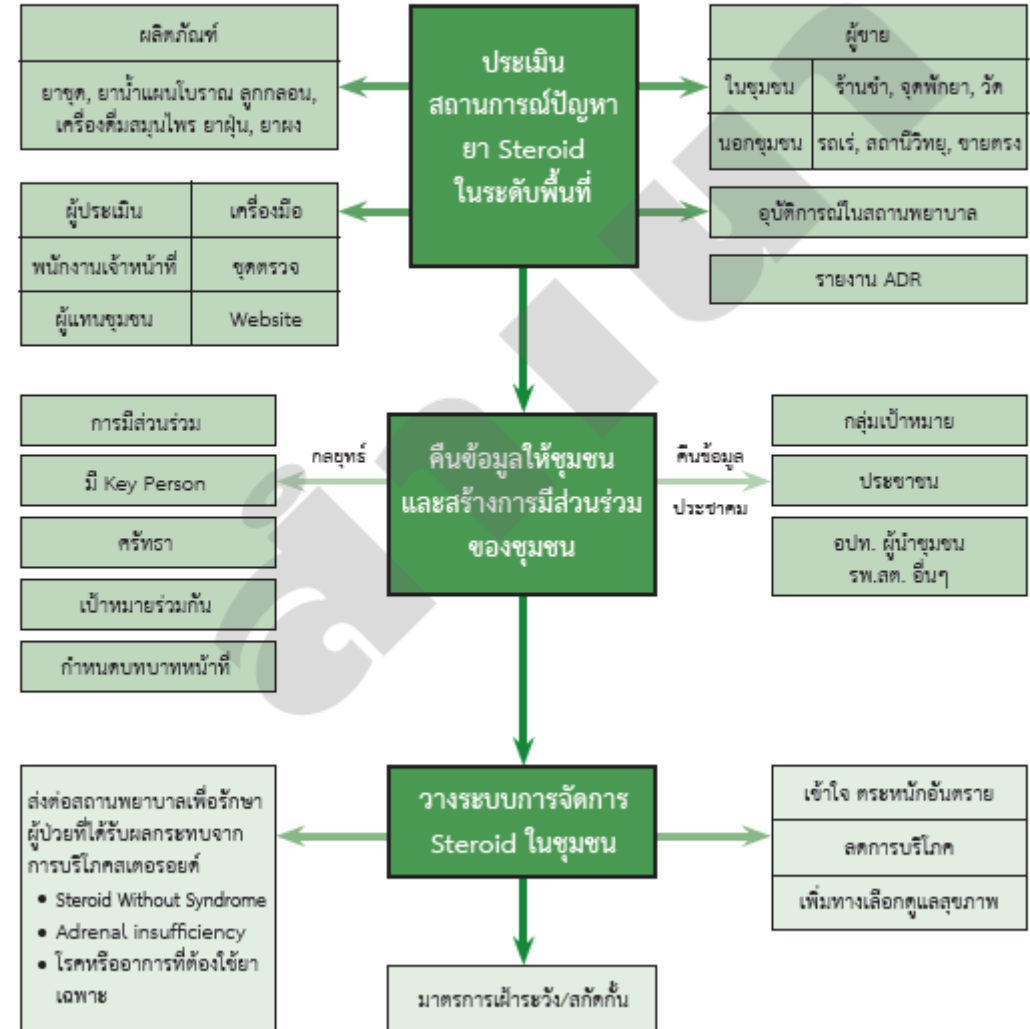 ผลิตภัณฑ์
ยาชุด, ยาน้ำแผนโบราณ ลูกกลอน,
เครื่องดื่มสมุนไพร ยาฝุ่น, ยาผง
ประเมิน
สถานการณ์ปัญหา
ยา Steroid
ในระดับพื้นที่
ผู้ขาย
ในชุมชน
ร้านชำ, จุดพักยา, วัด
นอกชุมชน
รถเร่, สถานีวิทยุ, ขายตรง
ผู้ประเมิน
เครื่องมือ
พนักงานเจ้าหน้าที่
ชุดตรวจ
ผู้แทนชุมชน
Website
อุบัติการณ์ในสถานพยาบาล
รายงาน ADR
การมีส่วนร่วม
มี Key Person
ศรัทธา
เป้าหมายร่วมกัน
กำหนดบทบาทหน้าที่
กลยุทธ์
คืนข้อมูลให้ชุมชน
และสร้างการมีส่วนร่วม
ของชุมชน
คืนข้อมูล
ประชาคม
กลุ่มเป้าหมาย
ประชาชน
อปท. ผู้นำชุมชน
รพ.สต. อื่นๆ
ส่งต่อสถานพยาบาลเพื่อรักษา
ผู้ป่วยที่ได้รับผลกระทบจาก
การบริโภคสเตอรอยด์
• Steroid Without Syndrome
• Adrenal insufficiency
• โรคหรืออาการที่ต้องใช้ยา
เฉพาะ
วางระบบการจัดการ
Steroid ในชุมชน
เข้าใจ ตระหนักอันตราย
ลดการบริโภค
เพิ่มทางเลือกดูแลสุขภาพ
มาตรการเฝ้าระวัง/สกัดกั้น
สำเนา